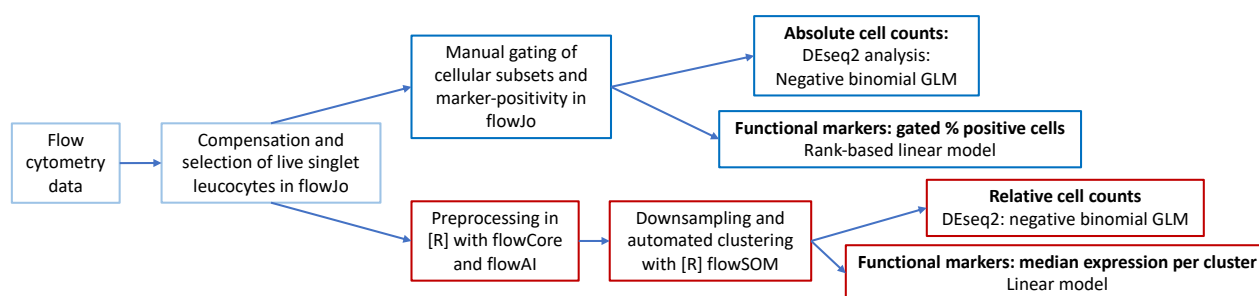 Flow
cytometry
data
Compensation and
selection of live singlet
leucocytes in flowJo
Manual gating of
cellular subsets and
marker-positivity in
flowJo
Absolute cell counts:
DEseq2 analysis:
Negative binomial GLM
Functional markers: gated % positive cells
Rank-based linear model
Preprocessing in
[R] with flowCore
and flowAI
Downsampling and
automated clustering
with [R] flowSOM
Relative cell counts
DEseq2: negative binomial GLM
Functional markers: median expression per cluster
Linear model